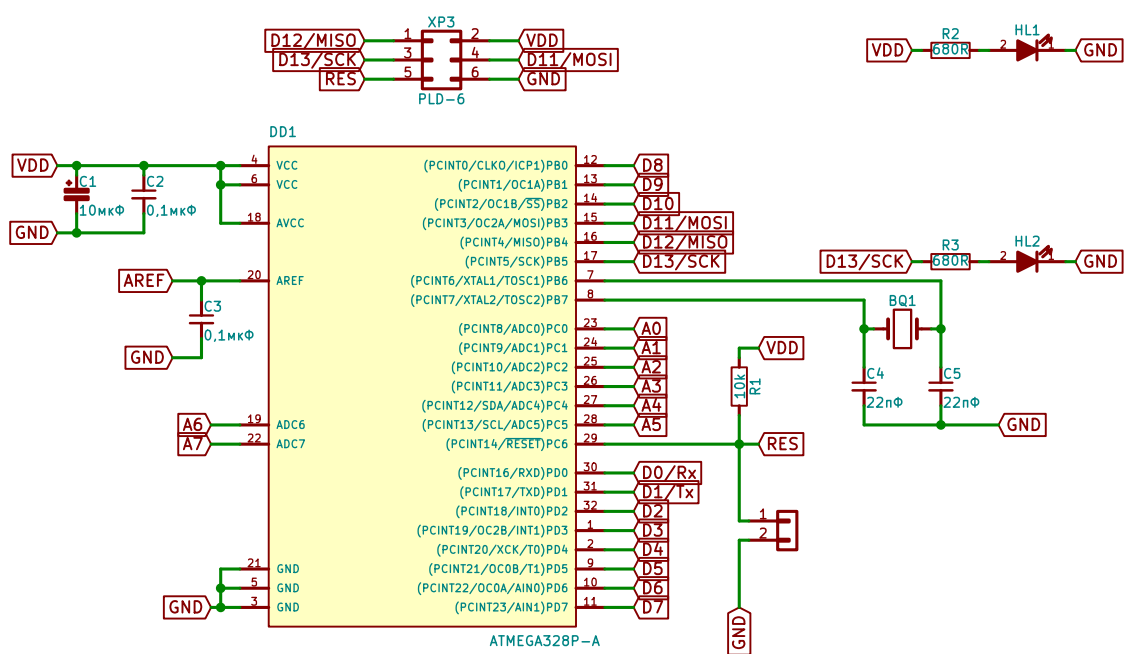 XP3
D12/MISO 1 2 VDD
D13/SCK 3 4 D11/MOSI
RES 5 6 GND
PLD-6
R2 HL1
VDD 680R 2 1 GND
DD1
VDD 4 VCC (PCINT0/CLKO/ICP1)PB0 12 D8
C1 C2 6 VCC (PCINT1/OC1A)PB1 13 D9
10мкФ 0,1мкФ (PCINT2/OC1B/SS)PB2 14 D10
18 AVCC (PCINT3/OC2A/MOSI)PB3 15 D11/MOSI
GND (PCINT4/MISO)PB4 16 D12/MISO
R3 HL2
(PCINT5/SCK)PB5 17 D13/SCK D13/SCK 680R 2 1 GND
AREF 20 AREF (PCINT6/XTAL1/TOSC1)PB6 7
(PCINT7/XTAL2/TOSC2)PB7 8 BQ1
C3
0,1мкФ (PCINT8/ADC0)PC0 23 A0
(PCINT9/ADC1)PC1 24 A1 VDD
GND
(PCINT10/ADC2)PC2 25 A2 C4 C5
(PCINT11/ADC3)PC3 26 A3 10k R1
(PCINT12/SDA/ADC4)PC4 27 A4 22пФ 22пФ
A6 19 ADC6 (PCINT13/SCL/ADC5)PC5 28 A5 GND
A7 22 ADC7 (PCINT14/RESET)PC6 29 RES
(PCINT16/RXD)PD0 30 D0/Rx
(PCINT17/TXD)PD1 31 D1/Tx
(PCINT18/INT0)PD2 32 D2
1
(PCINT19/OC2B/INT1)PD3 1 D3
2
(PCINT20/XCK/T0)PD4 2 D4
21 GND (PCINT21/OC0B/T1)PD5 9 D5
5 GND (PCINT22/OC0A/AIN0)PD6 10 D6
GND 3 GND (PCINT23/AIN1)PD7 11 D7
GND
ATMEGA328P-A